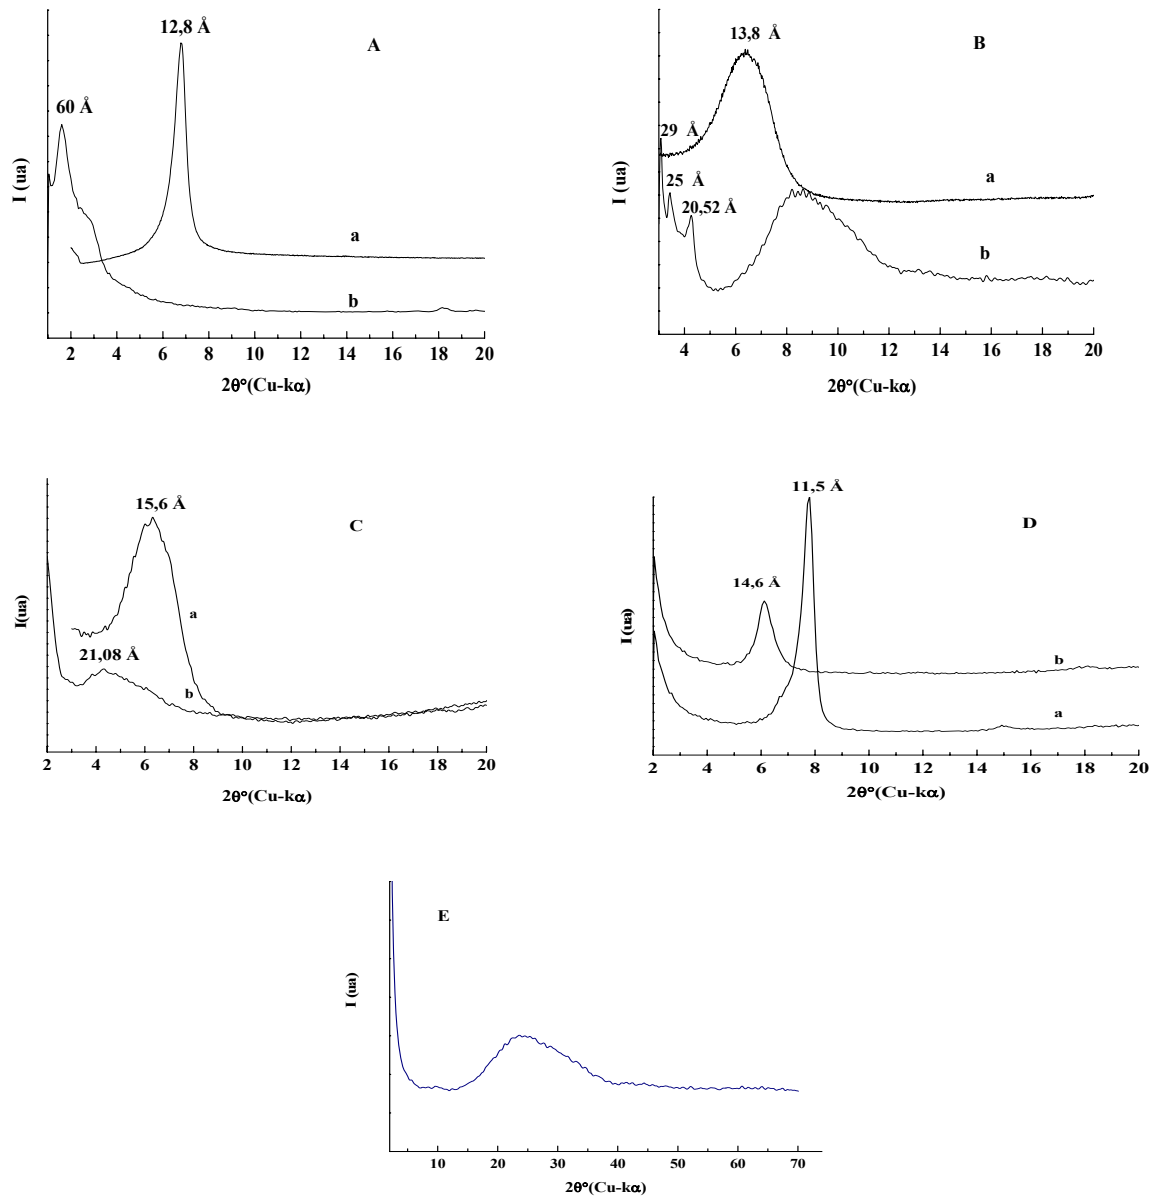 12,8 Å
A
60 Å
a
b
I (ua)
2 4 6 8 10 12 14 16 18 20
2θ°(Cu-kα)
13,8 Å
B
29 Å
25 Å
20,52 Å
a
b
I (ua)
4 6 8 10 12 14 16 18 20
2θ°(Cu-kα)
15,6 Å
C
a
21,08 Å
b
I(ua)
2 4 6 8 10 12 14 16 18 20
2θ°(Cu-kα)
11,5 Å
D
14,6 Å
b
a
I (ua)
2 4 6 8 10 12 14 16 18 20
2θ°(Cu-kα)
E
I (ua)
10 20 30 40 50 60 70
2θ°(Cu-kα)